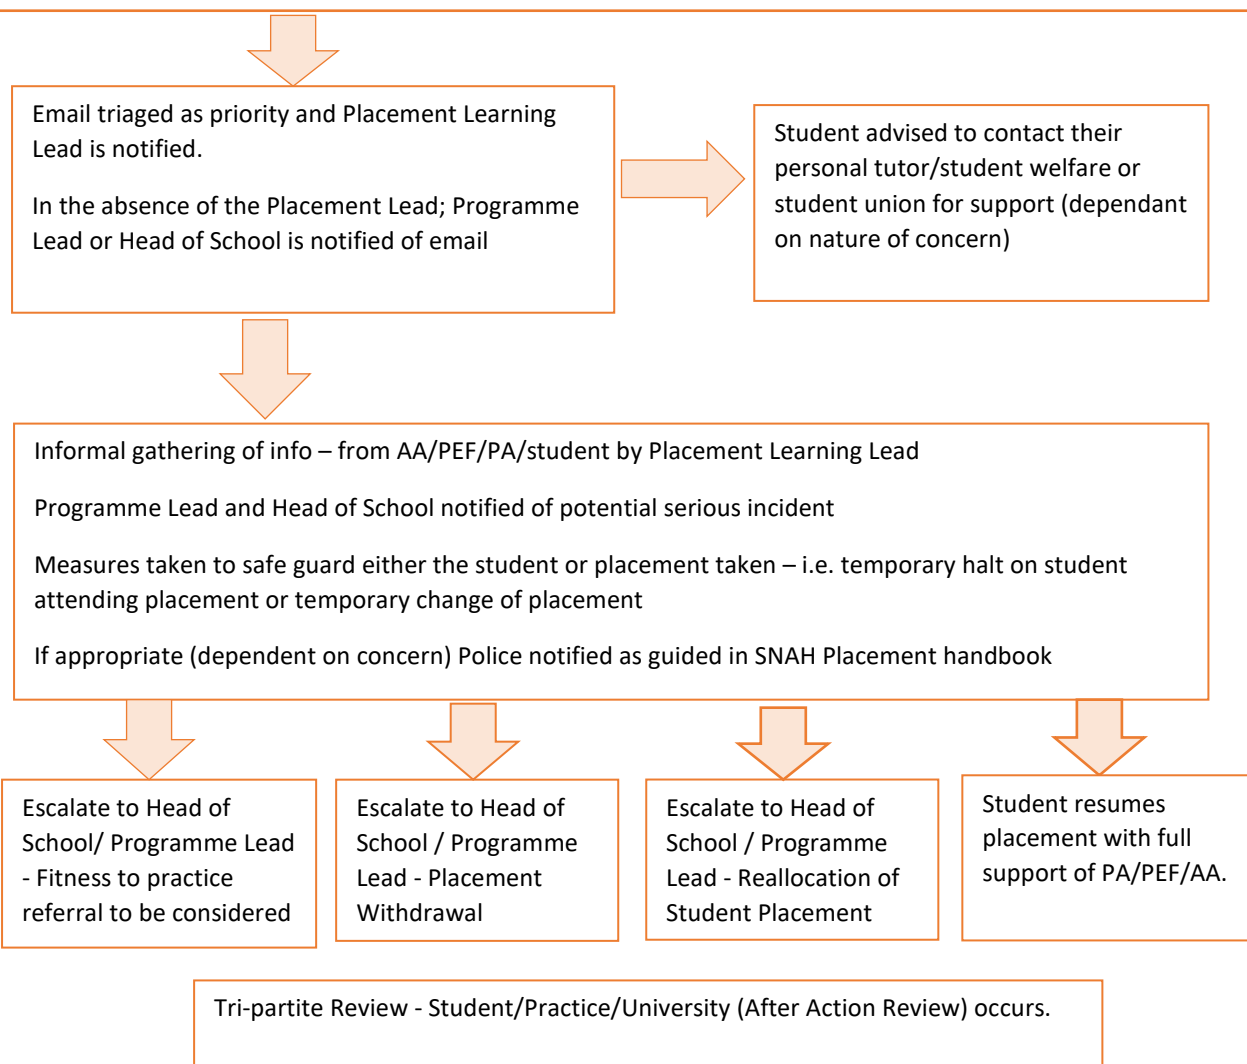 Email triaged as priority and Placement Learning
Lead is notified.
In the absence of the Placement Lead; Programme
Lead or Head of School is notified of email
Student advised to contact their
personal tutor/student welfare or
student union for support (dependant
on nature of concern)
Informal gathering of info – from AA/PEF/PA/student by Placement Learning Lead
Programme Lead and Head of School notified of potential serious incident
Measures taken to safe guard either the student or placement taken – i.e. temporary halt on student
attending placement or temporary change of placement
If appropriate (dependent on concern) Police notified as guided in SNAH Placement handbook
Escalate to Head of
School/ Programme Lead
- Fitness to practice
referral to be considered
Escalate to Head of
School / Programme
Lead - Placement
Withdrawal
Escalate to Head of
School / Programme
Lead - Reallocation of
Student Placement
Student resumes
placement with full
support of PA/PEF/AA.
Tri-partite Review - Student/Practice/University (After Action Review) occurs.